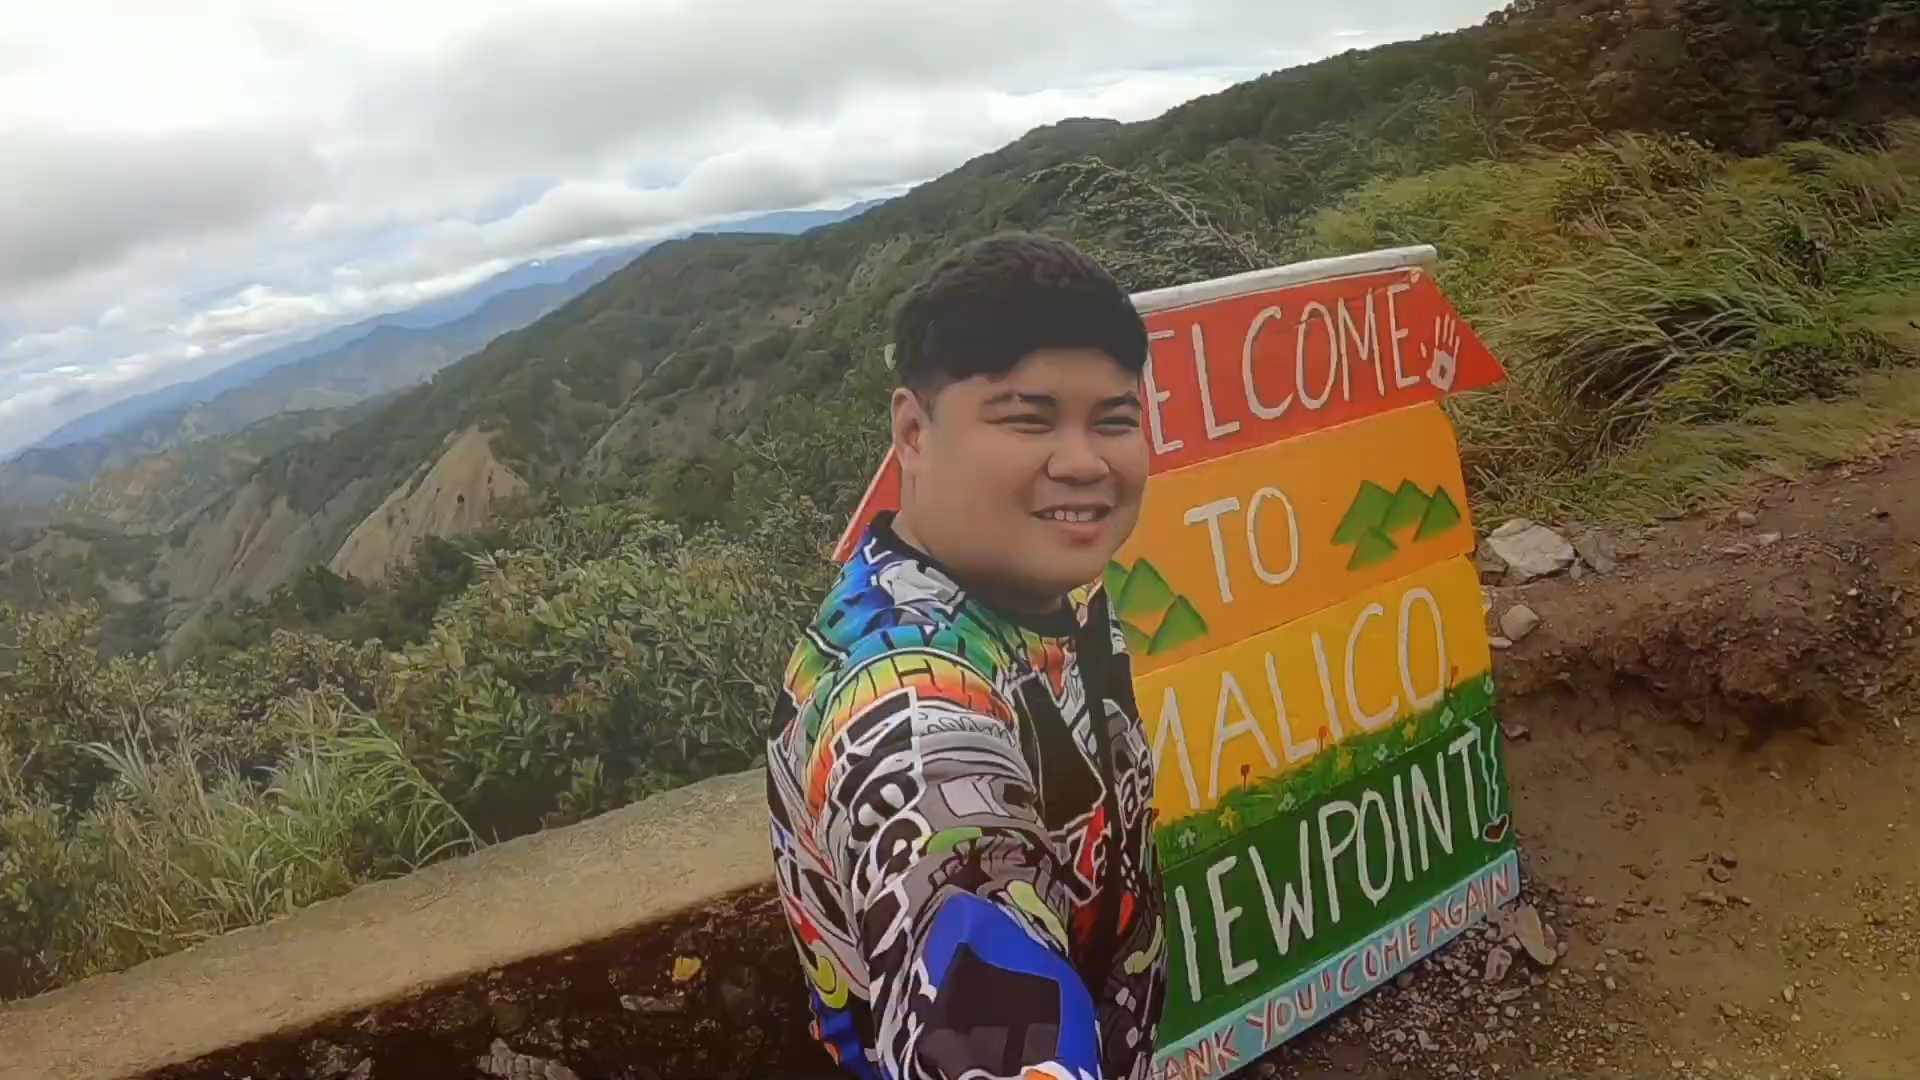 ELCOME
TO
MALICO
IEWPOINT
ANK YOU! COME AGAIN